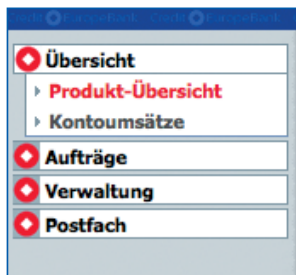 Übersicht
Produkt-Übersicht
Kontoumsätze
Aufträge
Verwaltung
Postfach